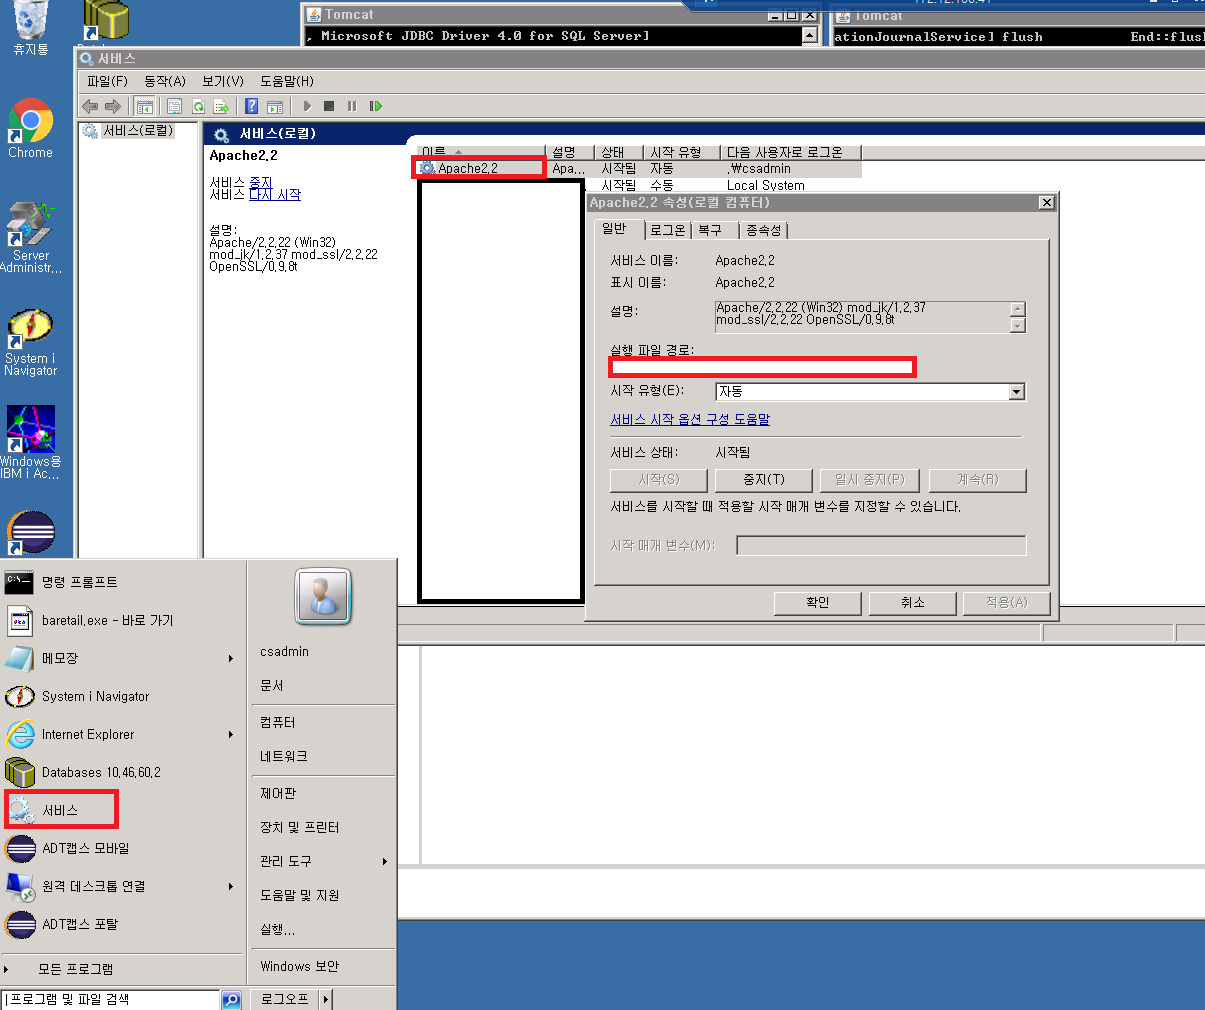 172.12.100.41
휴지통
Tomcat
Tomcat
, Microsoft JDBC Driver 4.0 for SQL Server]
ationJournalService] flush End::flus
서비스
파일(F) 동작(A) 보기(V) 도움말(H)
서비스(로컬)
서비스(로컬)
Chrome
Server
Administr,,,
System i
Navigator
Windows용
IBM i Ac,,,
Apache2,2
서비스 중지
서비스 다시 시작
설명:
Apache/2,2,22 (Win32)
mod_jk/1,2,37 mod_ssl/2,2,22
OpenSSL/0,9,8t
이름 설명 상태 시작 유형 다음 사용자로 로그온
Apache2,2 Apa,,, 시작됨 자동 ,₩csadmin
시작됨 수동 Local System
Apache2,2 속성(로컬 컴퓨터)
일반 로그온 복구 종속성
서비스 이름: Apache2,2
표시 이름: Apache2,2
설명: Apache/2,2,22 (Win32) mod_jk/1,2,37
mod_ssl/2,2,22 OpenSSL/0,9,8t
실행 파일 경로:
시작 유형(E): 자동
서비스 시작 옵션 구성 도움말
서비스 상태: 시작됨
시작(S) 중지(T) 일시 중지(P) 계속(R)
서비스를 시작할 때 적용할 시작 매개 변수를 지정할 수 있습니다,
시작 매개 변수(M):
확인 취소 적용(A)
명령 프롬프트
baretail,exe - 바로 가기
메모장
System i Navigator
Internet Explorer
Databases 10,46,60,2
서비스
ADT캡스 모바일
원격 데스크톱 연결
ADT캡스 포탈
모든 프로그램
프로그램 및 파일 검색
csadmin
문서
컴퓨터
네트워크
제어판
장치 및 프린터
관리 도구
도움말 및 지원
실행,,,
Windows 보안
로그오프